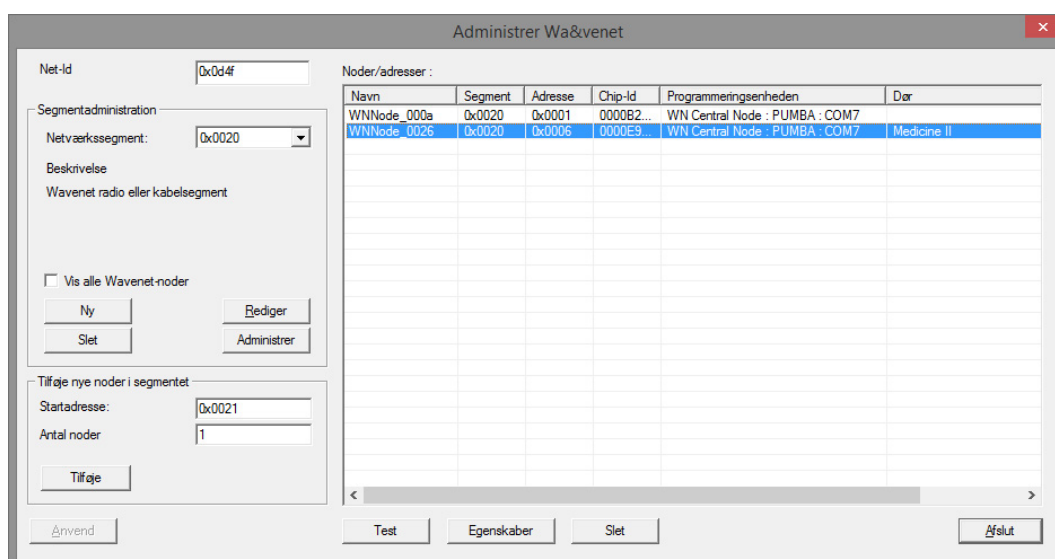 Administrer Wa&venet
Net-Id 0x0d4f
Segmentadministration
Netværkssegment: 0x0020
Beskrivelse
Wavenet radio eller kabelsegment
Vis alle Wavenet-noder
Ny Rediger
Slet Administrer
Tilføje nye noder i segmentet
Startadresse: 0x0021
Antal noder 1
Tilføje
Anvend
Noder/adresser :
Navn Segment Adresse Chip-Id Programmeringsenheden Dør
WNNode_000a 0x0020 0x0001 0000B2... WN Central Node : PUMBA : COM7
WNNode_0026 0x0020 0x0006 0000E9... WN Central Node : PUMBA : COM7 Medicine II
Test Egenskaber Slet Afslut